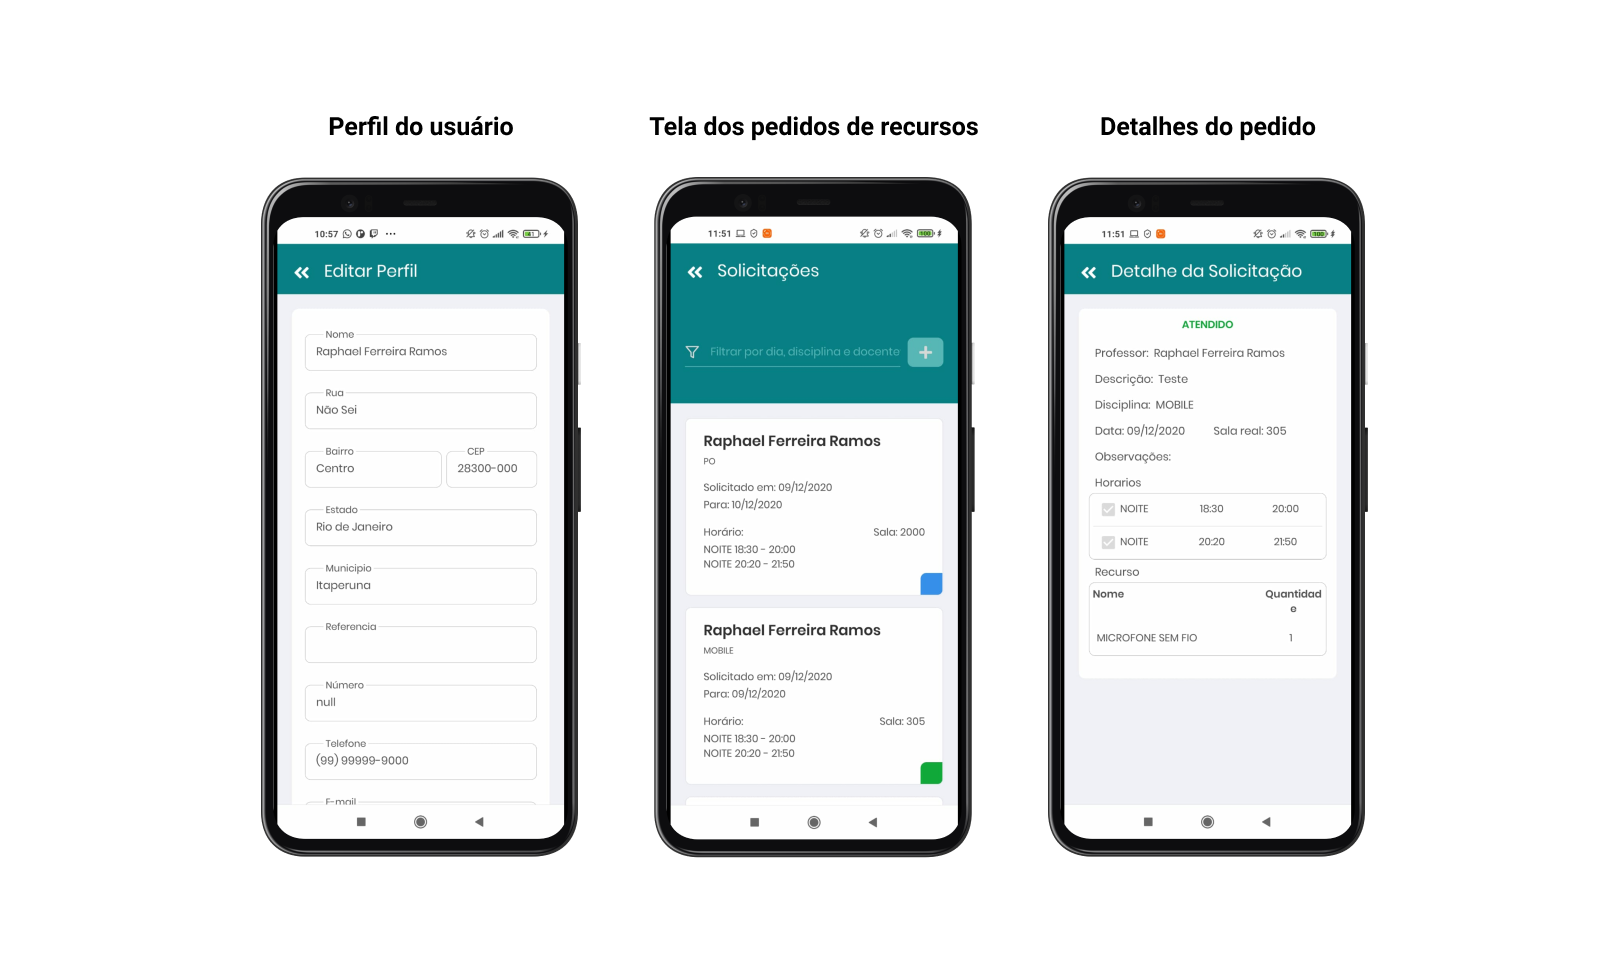 Perfil do usuário
10:57
Editar Perfil
Nome
Raphael Ferreira Ramos
Rua
Não Sei
Bairro
Centro
CEP
28300-000
Estado
Rio de Janeiro
Município
Itaperuna
Referencia
Número
null
Telefone
(99) 99999-9000
E-mail
Tela dos pedidos de recursos
11:51
100
Solicitações
Filtrar por dia, disciplina e docente
+
Raphael Ferreira Ramos
PO
Solicitado em: 09/12/2020
Para: 10/12/2020
Horário:
Sala: 2000
NOITE 18:30 - 20:00
NOITE 20:20 - 21:50
Raphael Ferreira Ramos
MOBILE
Solicitado em: 09/12/2020
Para: 09/12/2020
Horário:
Sala: 305
NOITE 18:30 - 20:00
NOITE 20:20 - 21:50
Detalhes do pedido
11:51
100
Detalhe da Solicitação
ATENDIDO
Professor: Raphael Ferreira Ramos
Descrição: Teste
Disciplina: MOBILE
Data: 09/12/2020 Sala real: 305
Observações:
Horarios
NOITE 18:30 20:00
NOITE 20:20 21:50
Recurso
Nome Quantidad
e
MICROFONE SEM FIO 1